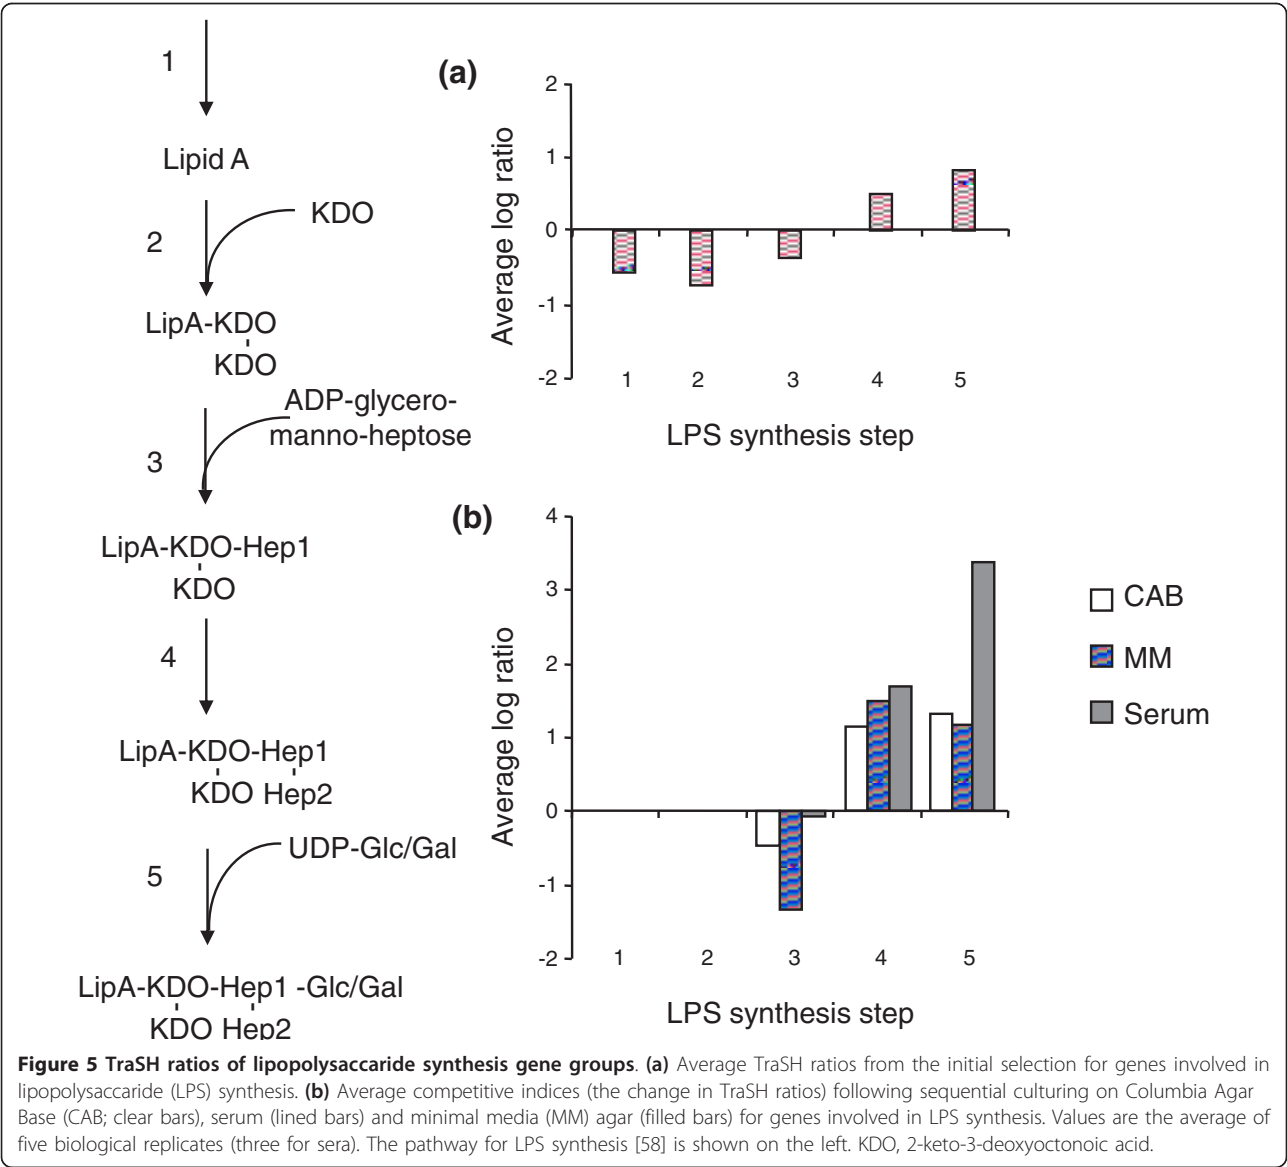 1
Lipid A
2
KDO
LipA-KDO
KDO
ADP-glycero-
manno-heptose
3
LipA-KDO-Hep1
KDO
4
LipA-KDO-Hep1
KDO Hep2
UDP-Glc/Gal
5
LipA-KDO-Hep1 -Glc/Gal
KDO Hep2
(a)
Average log ratio
2
1
0
-1
-2
1 2 3 4 5
LPS synthesis step
(b)
Average log ratio
4
3
2
1
0
-1
-2
1 2 3 4 5
LPS synthesis step
CAB
MM
Serum
Figure 5 TraSH ratios of lipopolysaccaride synthesis gene groups. (a) Average TraSH ratios from the initial selection for genes involved in
lipopolysaccaride (LPS) synthesis. (b) Average competitive indices (the change in TraSH ratios) following sequential culturing on Columbia Agar
Base (CAB; clear bars), serum (lined bars) and minimal media (MM) agar (filled bars) for genes involved in LPS synthesis. Values are the average of
five biological replicates (three for sera). The pathway for LPS synthesis [58] is shown on the left. KDO, 2-keto-3-deoxyoctonoic acid.